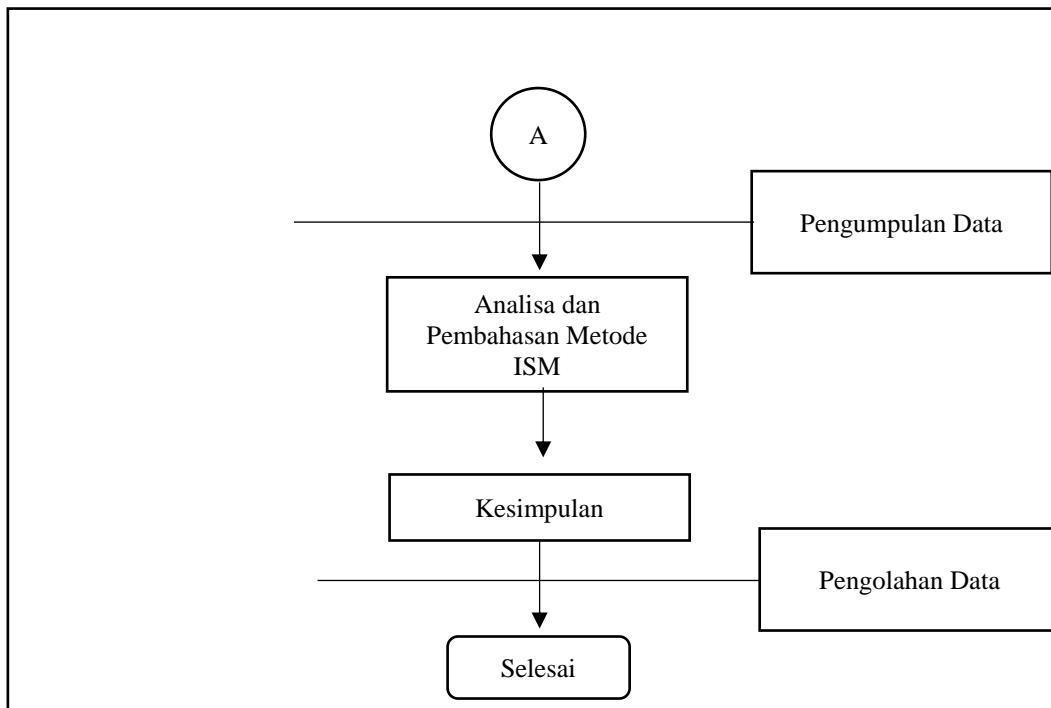 A
Pengumpulan Data
Analisa dan
Pembahasan Metode
ISM
Kesimpulan
Pengolahan Data
Selesai